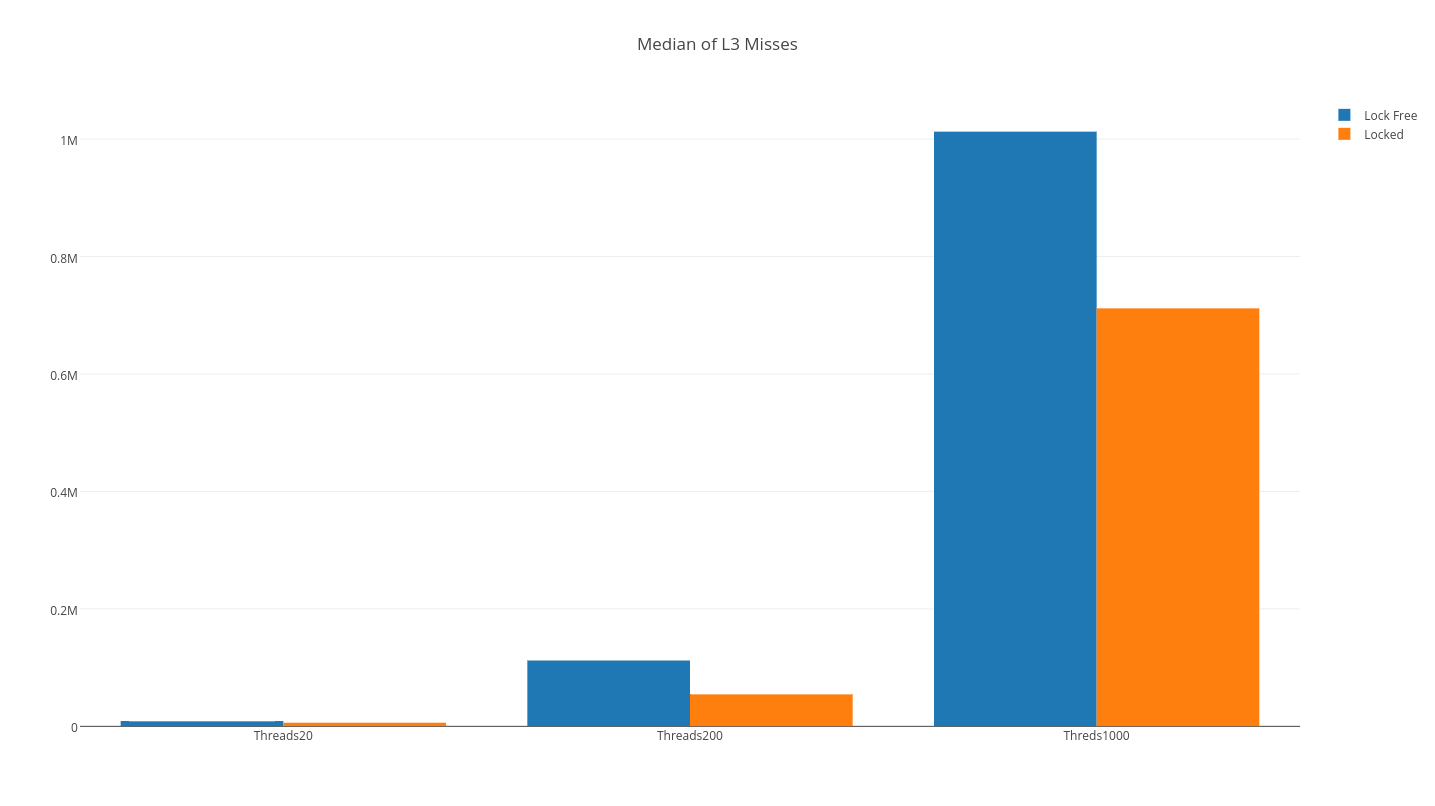 Median of L3 Misses
Lock Free
Locked
1M
0.8M
0.6M
0.4M
0.2M
0
Threads20
Threads200
Threds1000